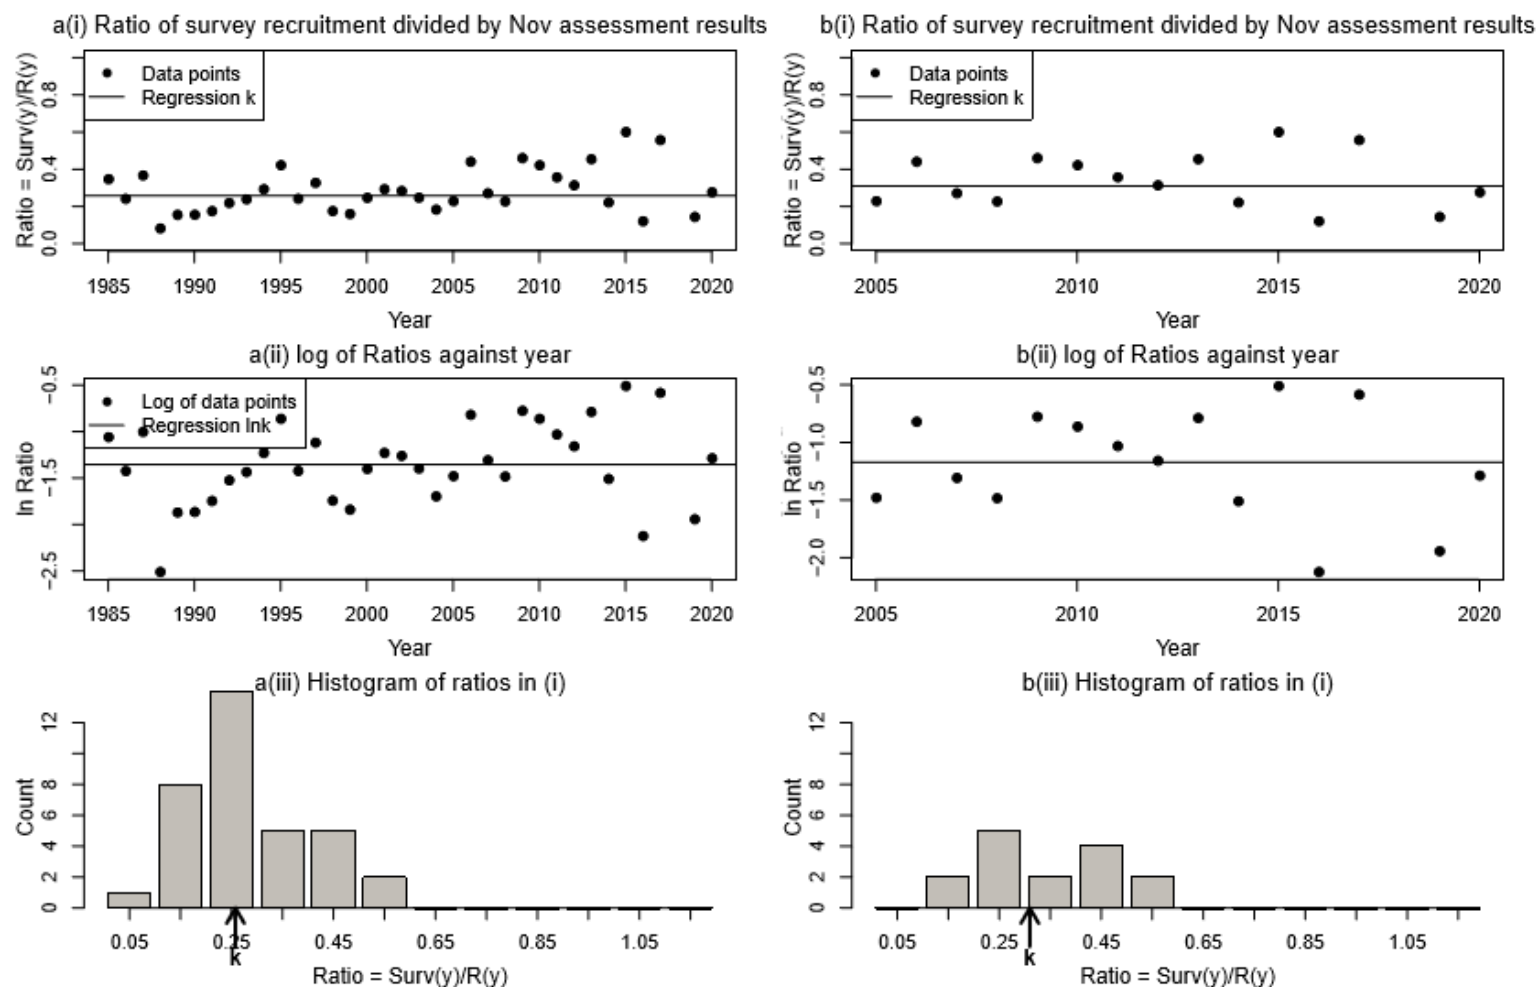 a(i) Ratio of survey recruitment divided by Nov assessment results
Ratio = Surv(y)/R(y)
0.0 0.4 0.8
Data points
Regression k
1985 1990 1995 2000 2005 2010 2015 2020
Year
b(i) Ratio of survey recruitment divided by Nov assessment results
Ratio = Surv(y)/R(y)
0.0 0.4 0.8
Data points
Regression k
2005 2010 2015 2020
Year
a(ii) log of Ratios against year
ln Ratio
−2.5 −1.5 −0.5
Log of data points
Regression lnk
1985 1990 1995 2000 2005 2010 2015 2020
Year
b(ii) log of Ratios against year
ln Ratio
−2.0 −1.5 −1.0 −0.5
2005 2010 2015 2020
Year
a(iii) Histogram of ratios in (i)
Count
0 2 4 6 8 12
0.05 0.25 0.45 0.65 0.85 1.05
k
Ratio = Surv(y)/R(y)
b(iii) Histogram of ratios in (i)
Count
0 2 4 6 8 12
0.05 0.25 0.45 0.65 0.85 1.05
k
Ratio = Surv(y)/R(y)